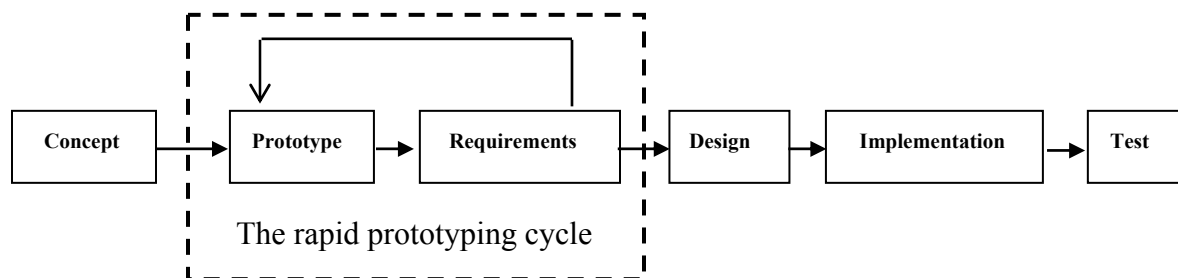 Concept
Prototype
Requirements
Design
Implementation
Test
The rapid prototyping cycle